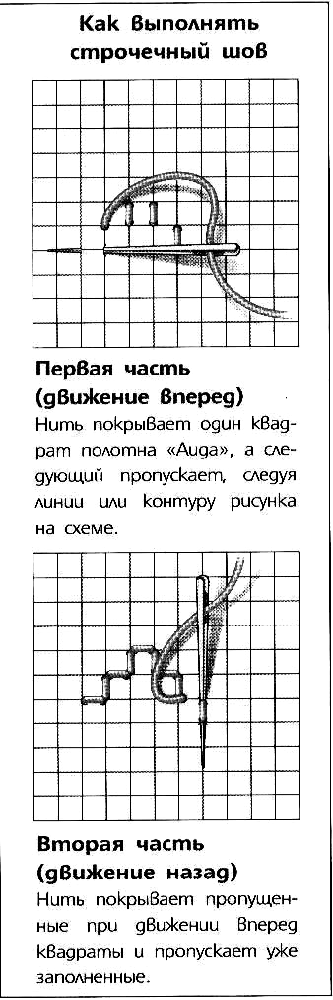 Как выполнять
строчечный шов
Первая часть
(движение вперед)
Нить покрывает один квад-
рат полотна «Аида», а сле-
дующий пропускает, следуя
линии или контуру рисунка
на схеме.
Вторая часть
(движение назад)
Нить покрывает пропущен-
ные при движении вперед
квадраты и пропускает уже
заполненные.